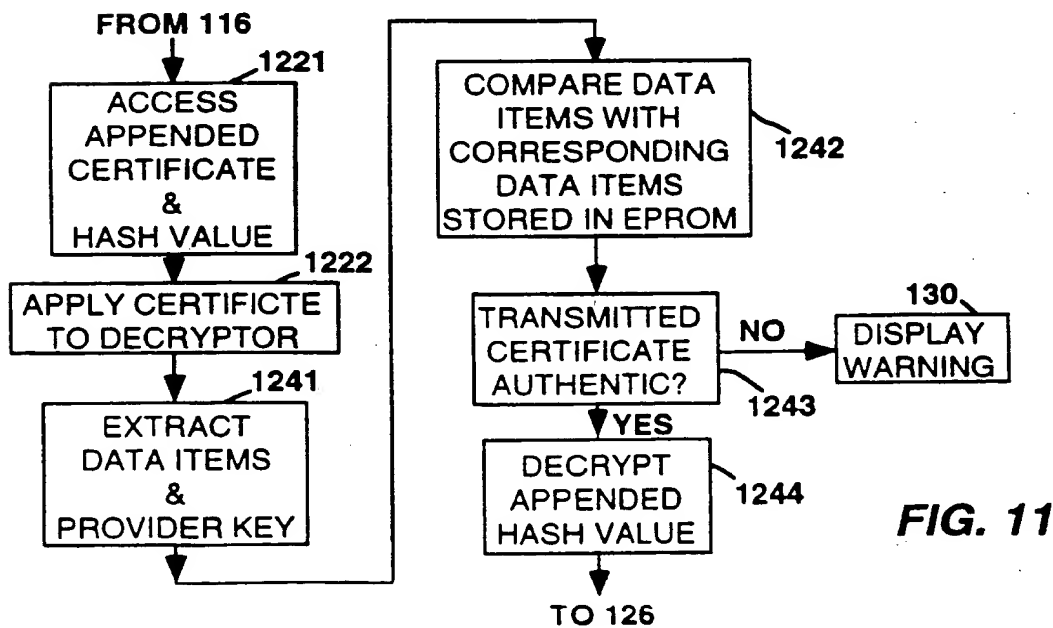 FROM 116
1221
ACCESS
APPENDED
CERTIFICATE
&
HASH VALUE
1222
APPLY CERTIFICTE
TO DECRYPTOR
1241
EXTRACT
DATA ITEMS
&
PROVIDER KEY
COMPARE DATA
ITEMS WITH
CORRESPONDING
DATA ITEMS
STORED IN EPROM
1242
TRANSMITTED
CERTIFICATE
AUTHENTIC?
1243
NO
130
DISPLAY
WARNING
YES
DECRYPT
APPENDED
HASH VALUE
1244
TO 126
FIG. 11